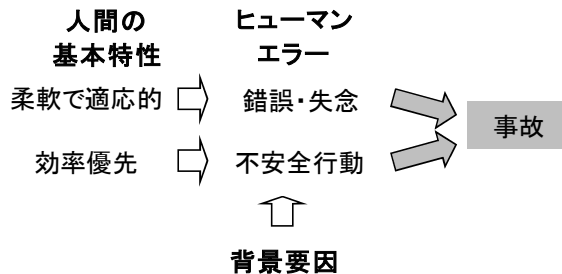 人間の
基本特性
ヒューマン
エラー
柔軟で適応的
錯誤・失念
事故
効率優先
不安全行動
背景要因